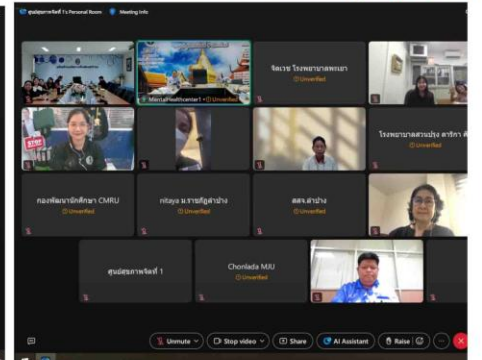 ศูนย์สุขภาพจิตที่ 1's Personal Room
Meeting Info
MentalHealthcenter1 • Unverified
จิตเวช โรงพยาบาลพะเยา
Unverified
โรงพยาบาลสวนปรุง ดาริกา
Unverified
กองพัฒนานักศึกษา CMRU
Unverified
nitaya ม.ราชภัฏลำปาง
Unverified
สสจ.ลำปาง
Unverified
ศูนย์สุขภาพจิตที่ 1
Chonlada MJU
Unverified
Unmute
Stop video
Share
AI Assistant
Raise